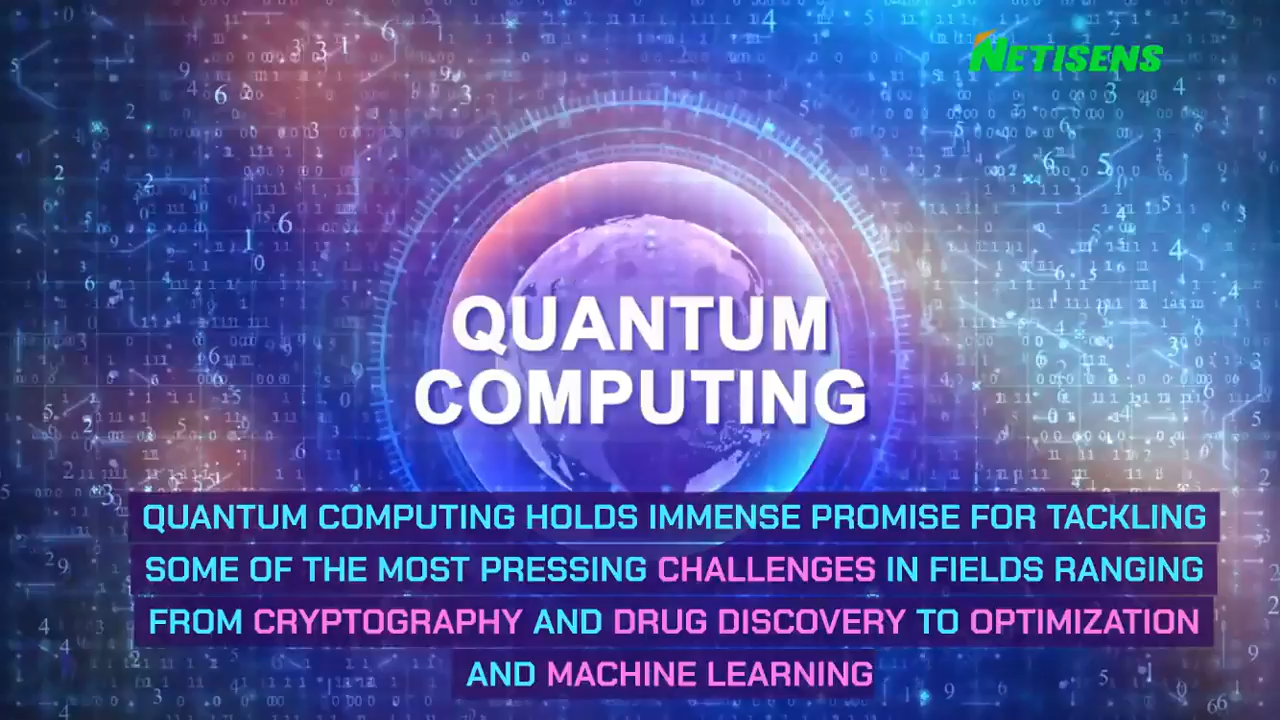 NETISENS
QUANTUM
COMPUTING
QUANTUM COMPUTING HOLDS IMMENSE PROMISE FOR TACKLING
SOME OF THE MOST PRESSING CHALLENGES IN FIELDS RANGING
FROM CRYPTOGRAPHY AND DRUG DISCOVERY TO OPTIMIZATION
AND MACHINE LEARNING